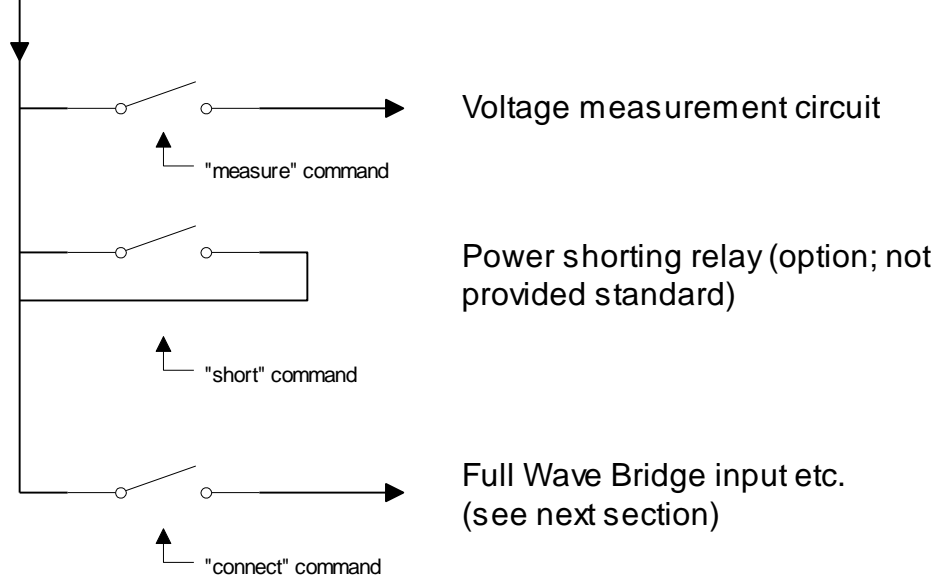 Voltage measurement circuit
"measure" command
Power shorting relay (option; not
provided standard)
"short" command
Full Wave Bridge input etc.
(see next section)
"connect" command